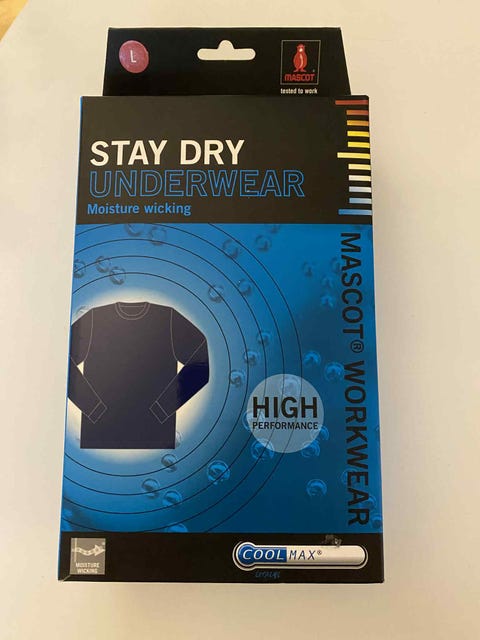 L
MASCOT
tested to work
STAY DRY
UNDERWEAR
Moisture wicking
MASCOT® WORKWEAR
HIGH
PERFORMANCE
MOISTURE
WICKING
COOLMAX®